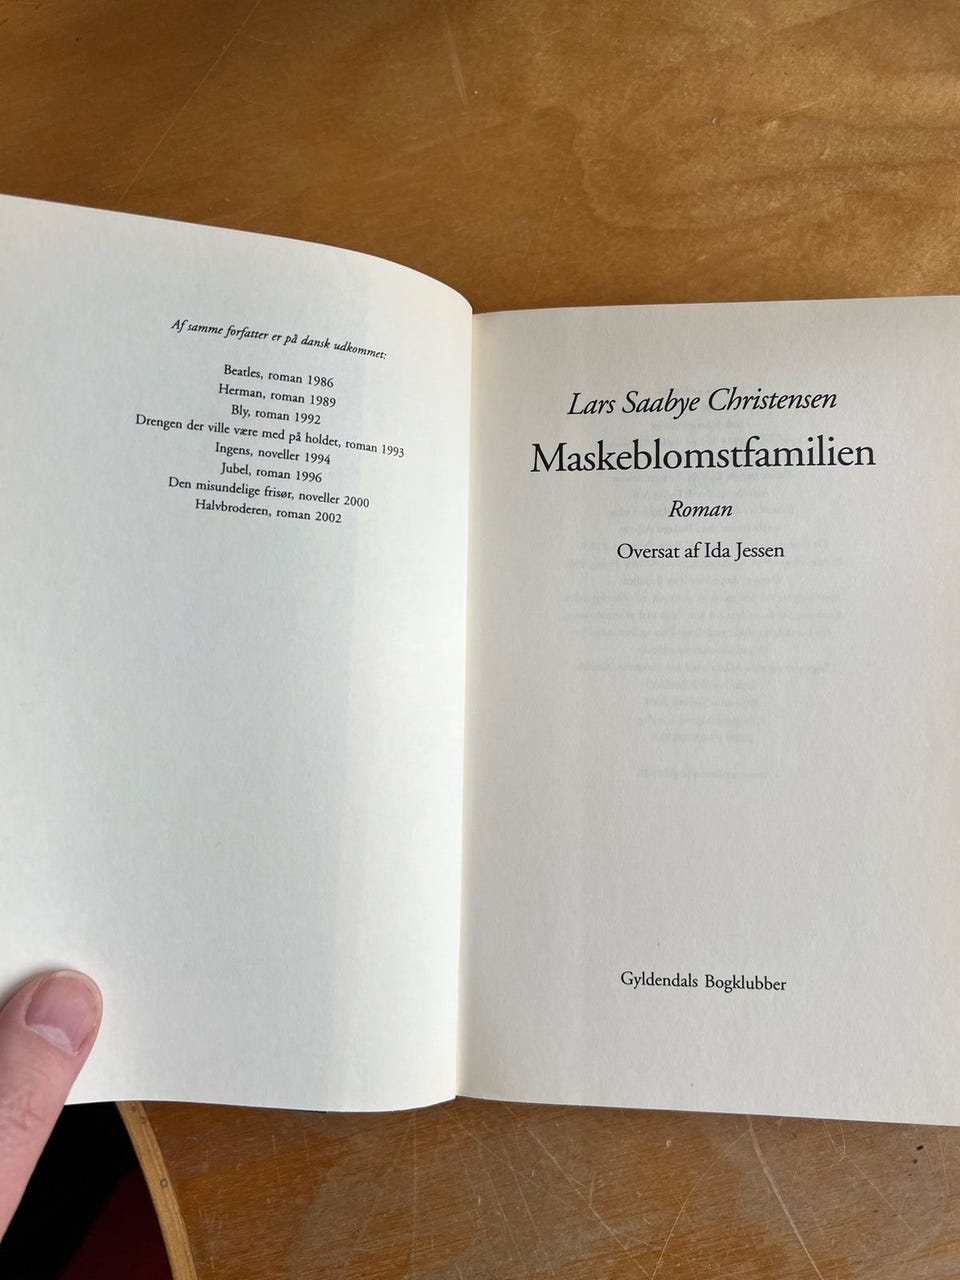 Af samme forfatter er på dansk udkommet:
Beatles, roman 1986
Herman, roman 1989
Bly, roman 1992
Drengen der ville være med på holder, roman 1993
Ingens, noveller 1994
Jubel, roman 1996
Den misundelige frisør, noveller 2000
Halvbroderen, roman 2002
Lars Saabye Christensen
Maskeblomstfamilien
Roman
Oversat af Ida Jessen
Gyldendals Bogklubber